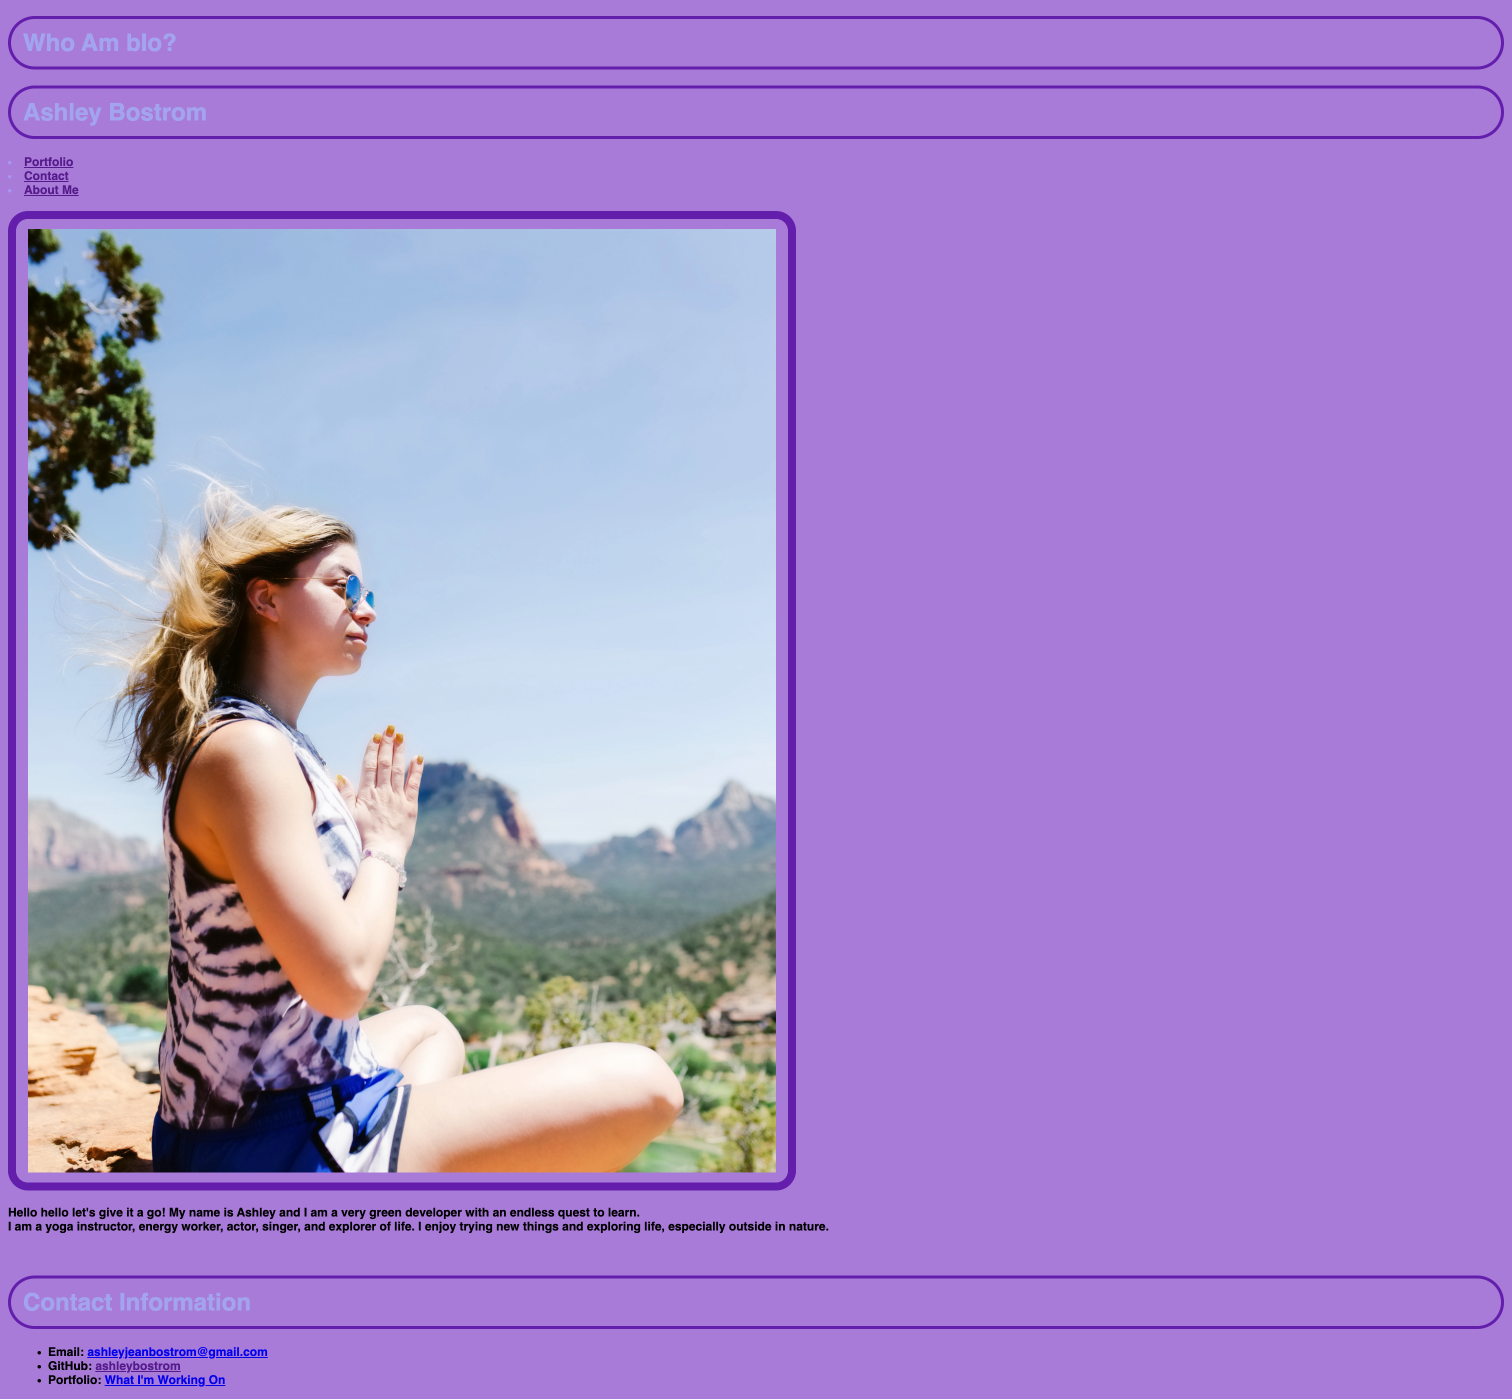 Who Am bIo?
Ashley Bostrom
Portfolio
Contact
About Me
Hello hello let's give it a go! My name is Ashley and I am a very green developer with an endless quest to learn.
I am a yoga instructor, energy worker, actor, singer, and explorer of life. I enjoy trying new things and exploring life, especially outside in nature.
Contact Information
Email: ashleyjeanbostrom@gmail.com
GitHub: ashleybostrom
Portfolio: What I'm Working On